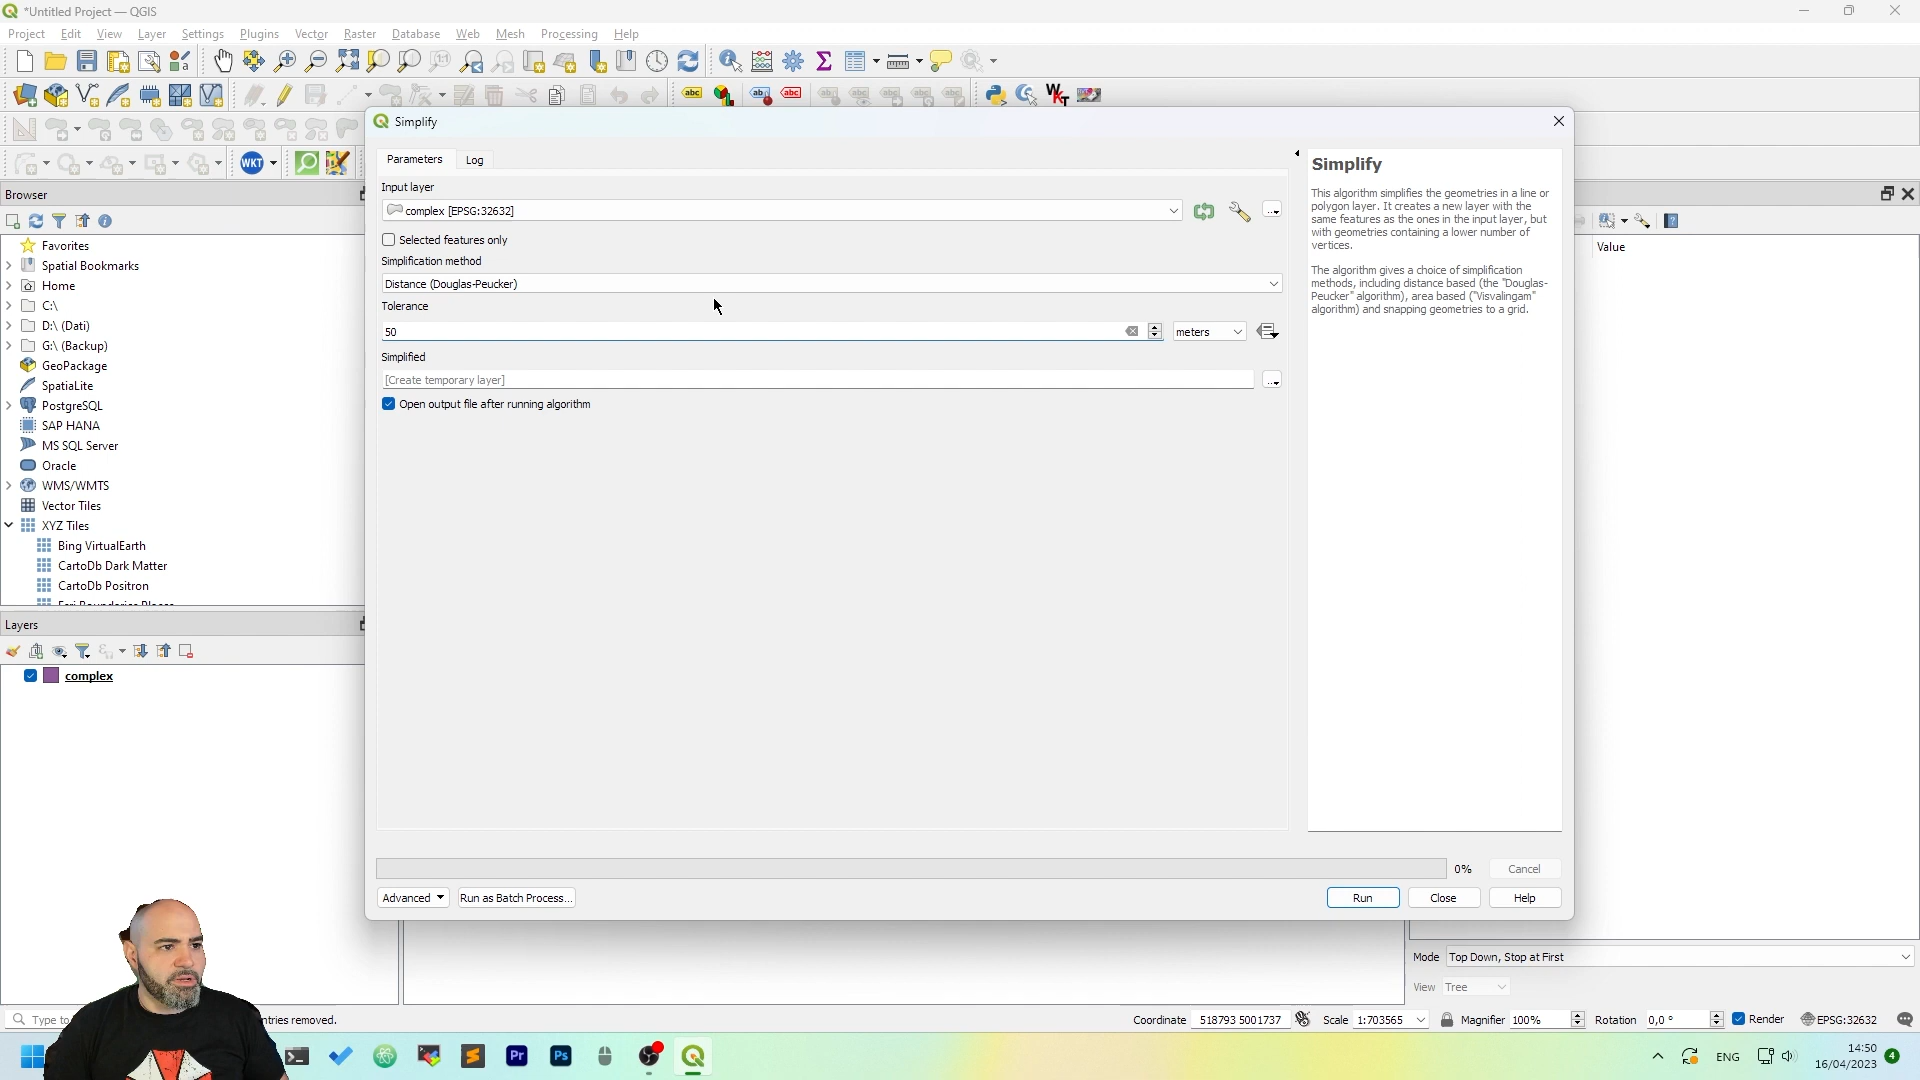 *Untitled Project — QGIS
Project Edit View Layer Settings Plugins Vector Raster Database Web Mesh Processing Help
Simplify
Parameters Log
Input layer
complex [EPSG:32632]
Selected features only
Simplification method
Distance (Douglas-Peucker)
Tolerance
50
meters
Simplified
[Create temporary layer]
Open output file after running algorithm
Simplify
This algorithm simplifies the geometries in a line or
polygon layer. It creates a new layer with the
same features as the ones in the input layer, but
with geometries containing a lower number of
vertices.
The algorithm gives a choice of simplification
methods, including distance based (the "Douglas-
Peucker" algorithm), area based ("Visvalingam"
algorithm) and snapping geometries to a grid.
0%
Cancel
Advanced
Run as Batch Process...
Run
Close
Help
Browser
Favorites
Spatial Bookmarks
Home
C:\
D:\ (Dati)
G:\ (Backup)
GeoPackage
SpatiaLite
PostgreSQL
SAP HANA
MS SQL Server
Oracle
WMS/WMTS
Vector Tiles
XYZ Tiles
Bing VirtualEarth
CartoDb Dark Matter
CartoDb Positron
Layers
complex
Value
Mode Top Down, Stop at First
View Tree
Type to
ntries removed.
Coordinate 518793 5001737
Scale 1:703565
Magnifier 100%
Rotation 0,0 °
Render
EPSG:32632
ENG
14:50
16/04/2023
4